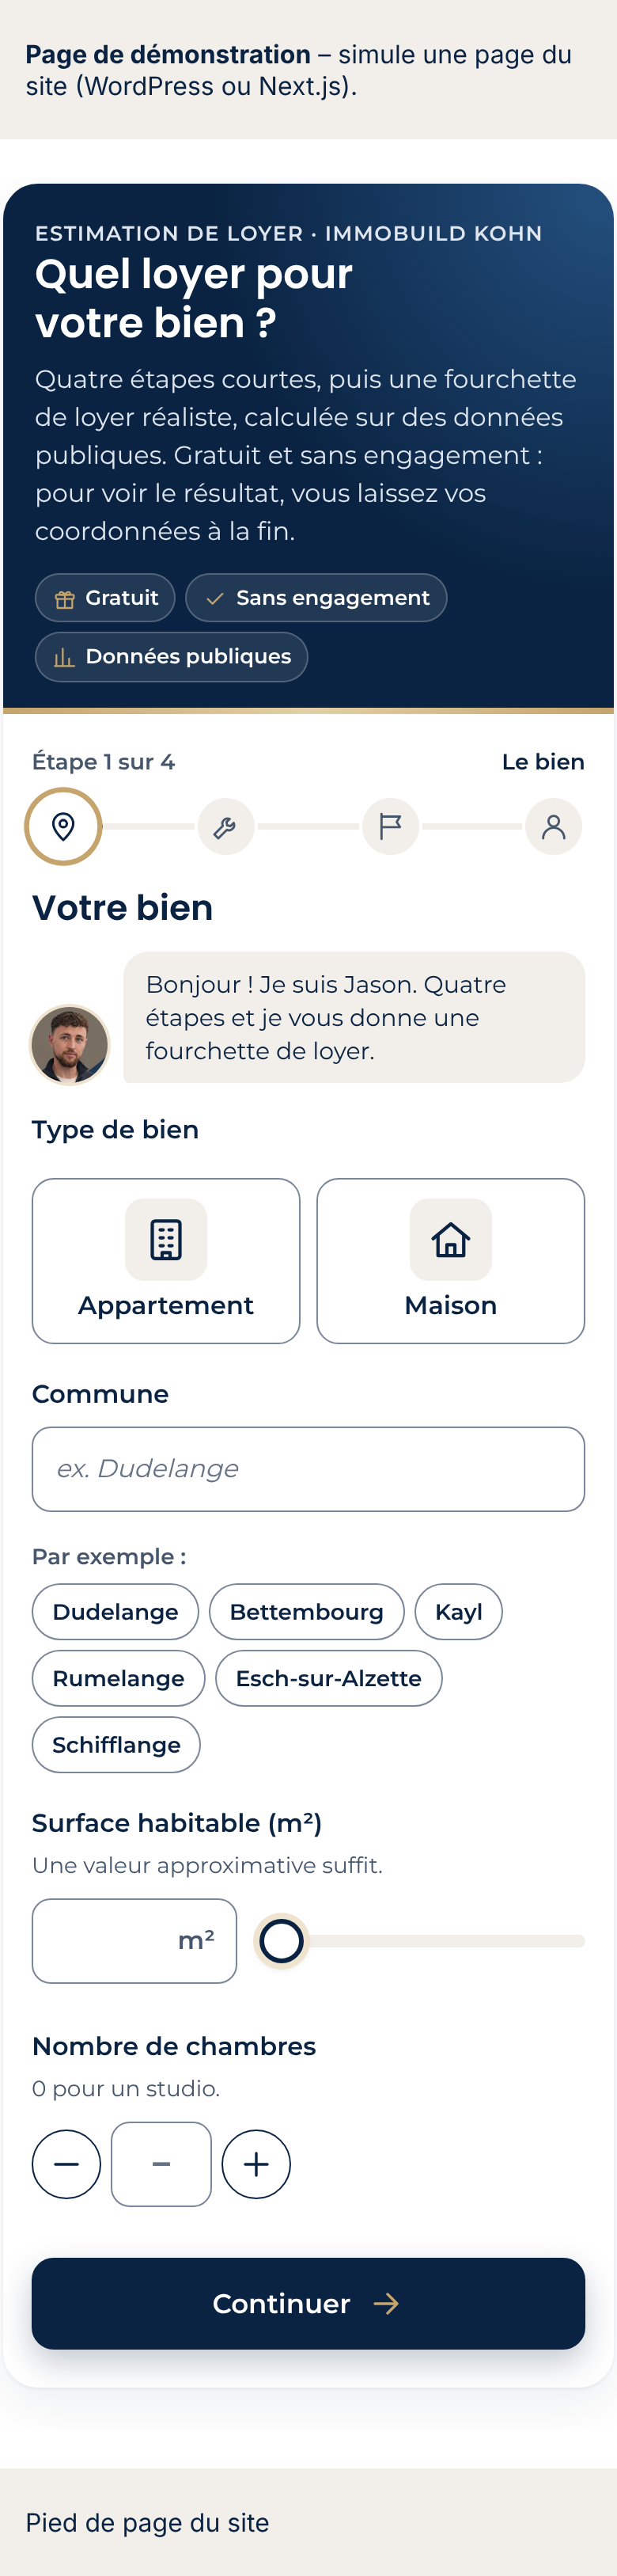 Page de démonstration – simule une page du
site (WordPress ou Next.js).
ESTIMATION DE LOYER · IMMOBUILD KOHN
Quel loyer pour
votre bien ?
Quatre étapes courtes, puis une fourchette
de loyer réaliste, calculée sur des données
publiques. Gratuit et sans engagement :
pour voir le résultat, vous laissez vos
coordonnées à la fin.
Gratuit
Sans engagement
Données publiques
Étape 1 sur 4
Le bien
Votre bien
Bonjour ! Je suis Jason. Quatre
étapes et je vous donne une
fourchette de loyer.
Type de bien
Appartement
Maison
Commune
ex. Dudelange
Par exemple :
Dudelange
Bettembourg
Kayl
Rumelange
Esch-sur-Alzette
Schifflange
Surface habitable (m²)
Une valeur approximative suffit.
m²
Nombre de chambres
0 pour un studio.
–
Continuer
Pied de page du site